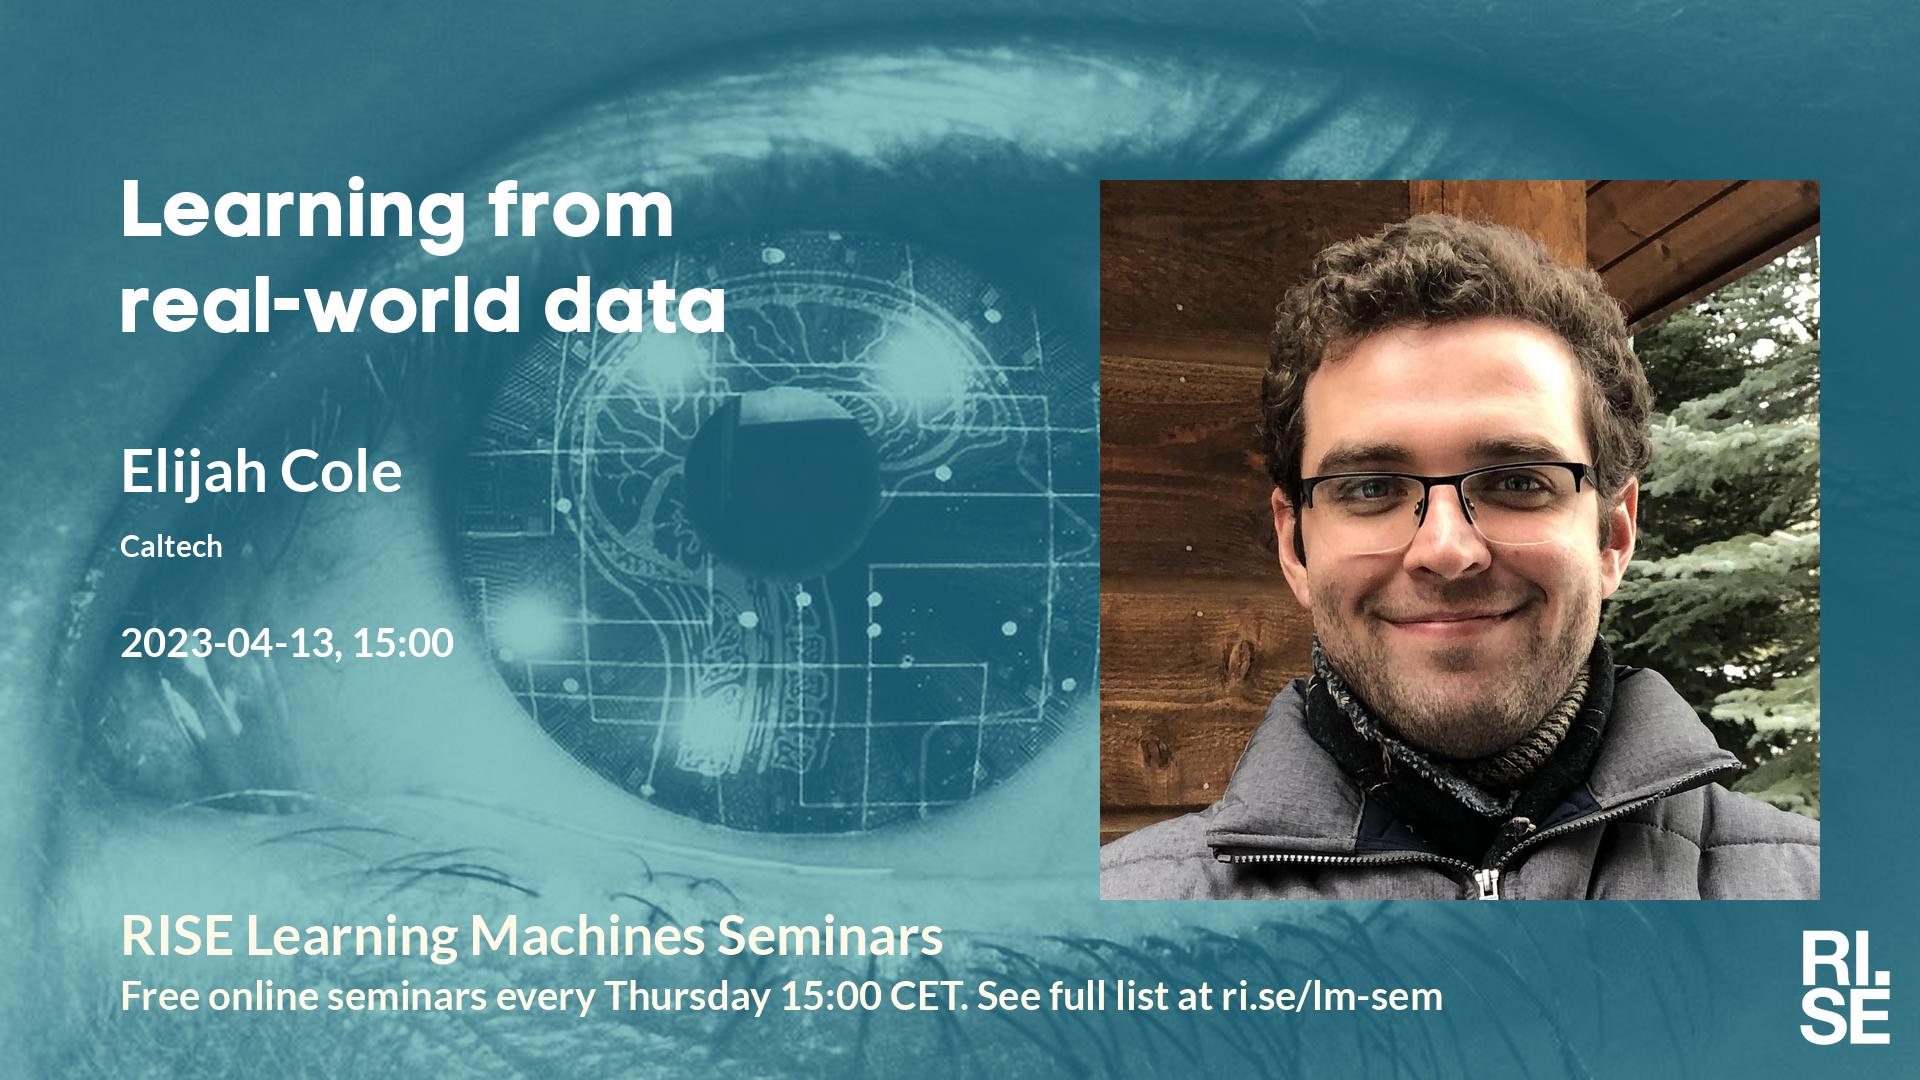 Learning from
real-world data
Elijah Cole
Caltech
2023-04-13, 15:00
RISE Learning Machines Seminars
Free online seminars every Thursday 15:00 CET. See full list at ri.se/lm-sem
RI.
SE